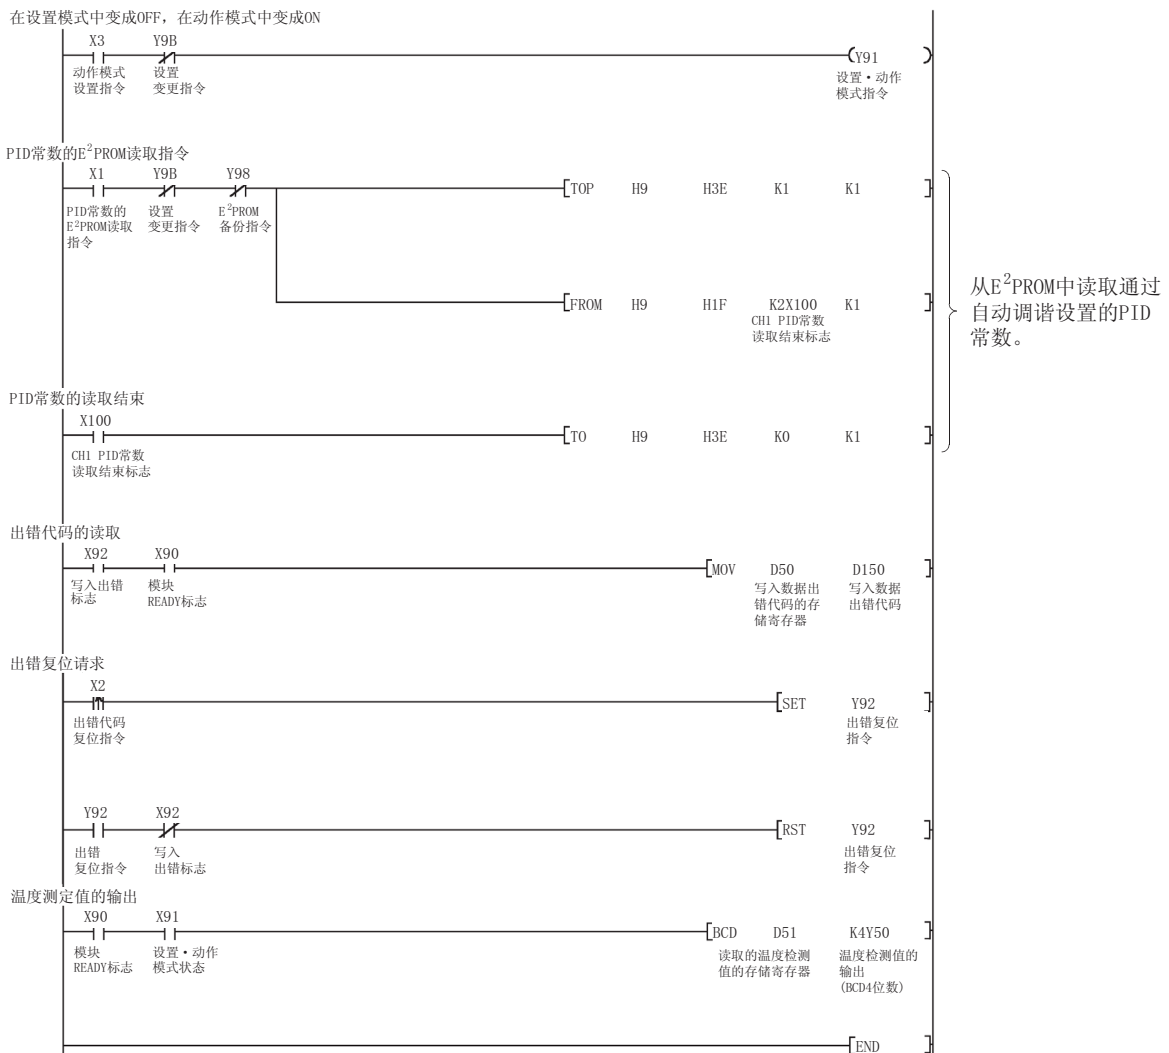 在设置模式中变成OFF，在动作模式中变成ON
X3 Y9B
Y91
动作模式 设置
设置指令 变更指令
设置・动作
模式指令
PID常数的E²PROM读取指令
X1 Y9B Y98
TOP H9 H3E K1 K1
PID常数的 设置 E²PROM
E²PROM读取 变更指令 备份指令
指令
FROM H9 H1F K2X100 K1
CH1 PID常数
读取结束标志
从E²PROM中读取通过
自动调谐设置的PID
常数。
PID常数的读取结束
X100
TO H9 H3E K0 K1
CH1 PID常数
读取结束标志
出错代码的读取
X92 X90
MOV D50 D150
写入出错 模块
标志 READY标志
写入数据出 写入数据
错代码的存 出错代码
储寄存器
出错复位请求
X2
SET Y92
出错代码
复位指令
出错复位
指令
Y92 X92
RST Y92
出错 写入
复位指令 出错标志
出错复位
指令
温度测定值的输出
X90 X91
BCD D51 K4Y50
模块 设置・动作
READY标志 模式状态
读取的温度检测 温度检测值的
值的存储寄存器 输出
(BCD4位数)
END